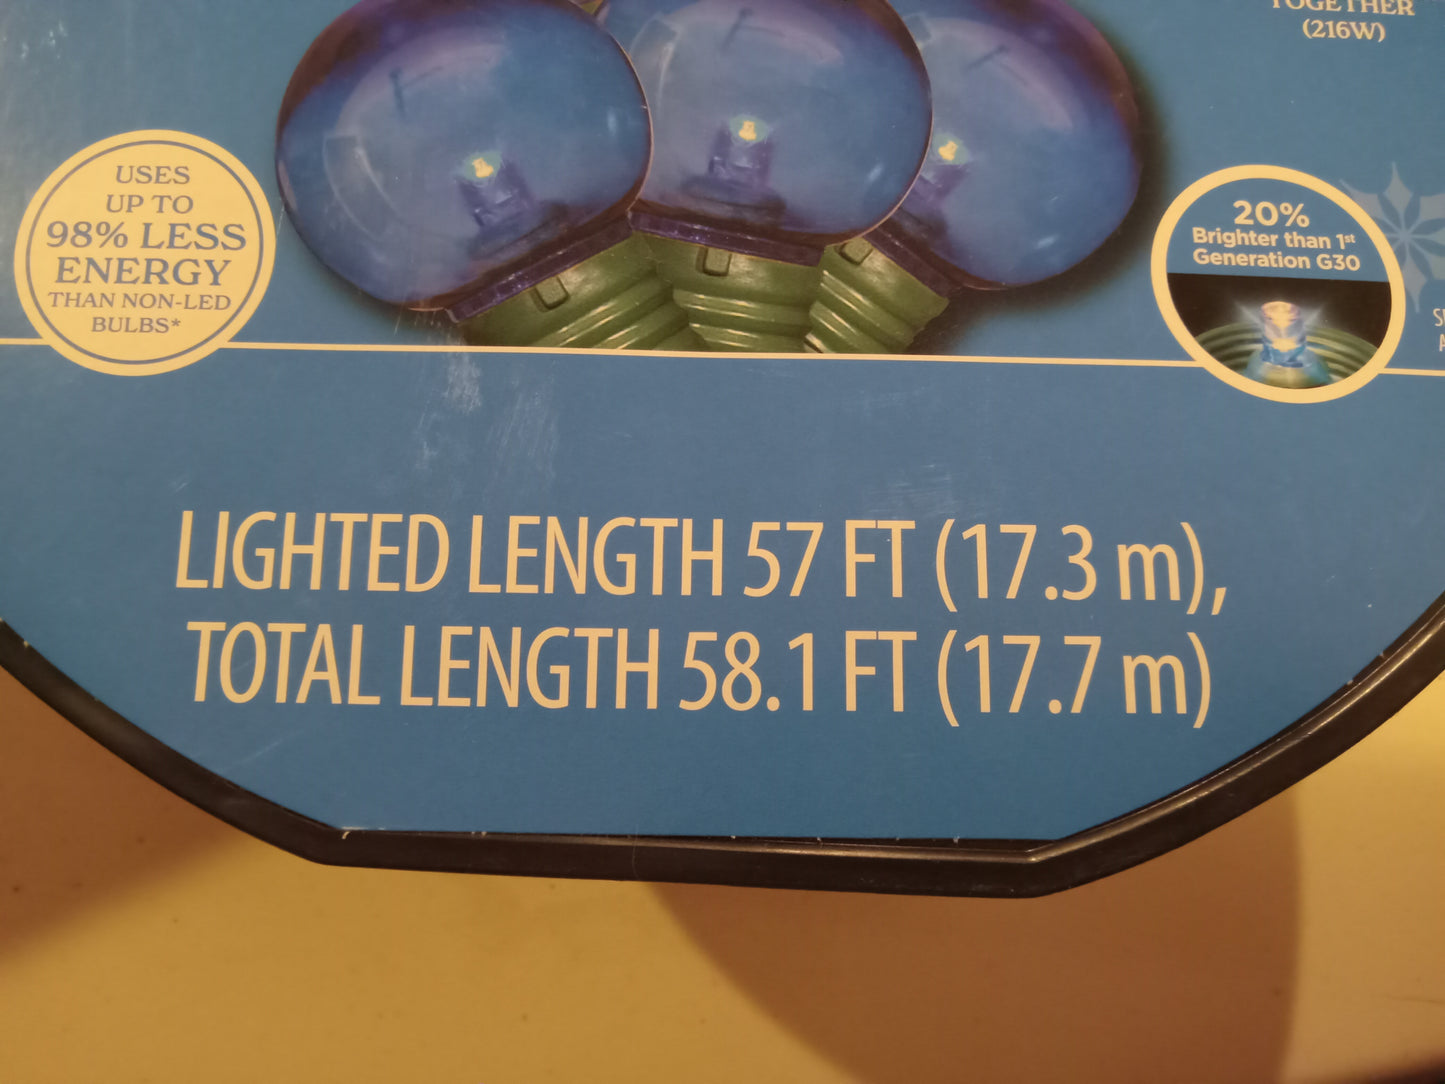 TOGETHER
(216W)
USES
UP TO
98% LESS
ENERGY
THAN NON-LED
BULBS*
20%
Brighter than 1st
Generation G30
LIGHTED LENGTH 57 FT (17.3 m),
TOTAL LENGTH 58.1 FT (17.7 m)